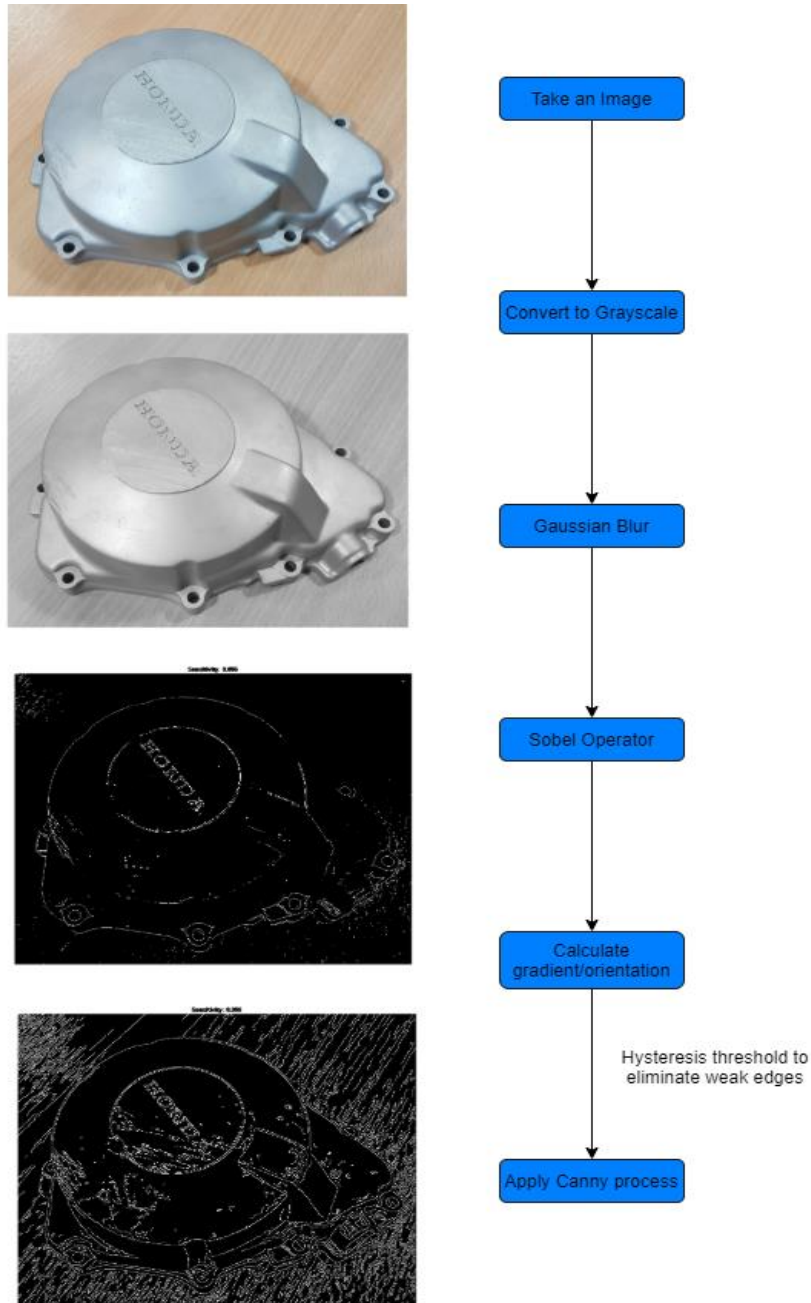 HONDA
Take an Image
Convert to Grayscale
HONDA
Gaussian Blur
Sobel Operator
HONDA
Calculate
gradient/orientation
Hysteresis threshold to
eliminate weak edges
HONDA
Apply Canny process